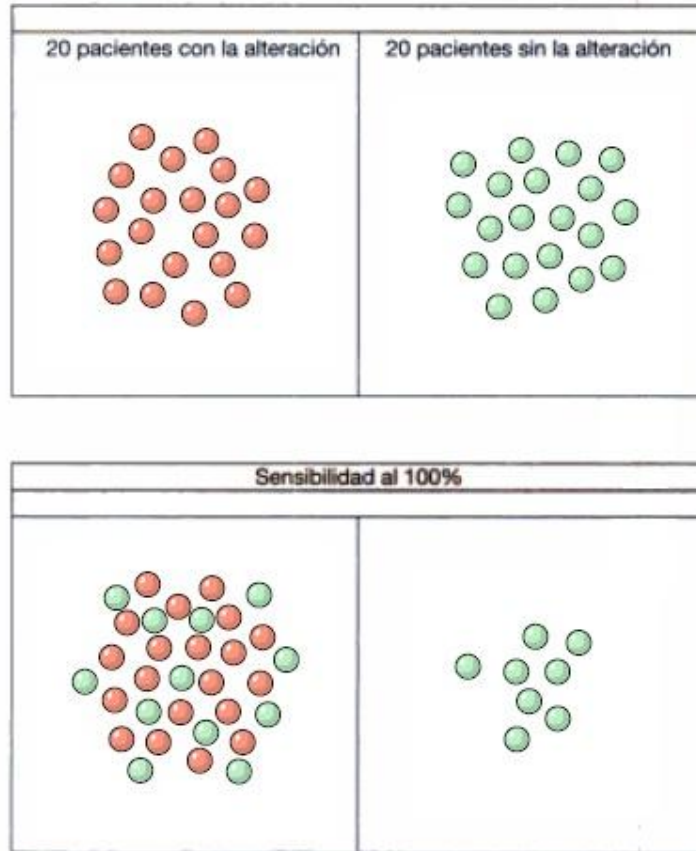 20 pacientes con la alteración
20 pacientes sin la alteración
Sensibilidad al 100%